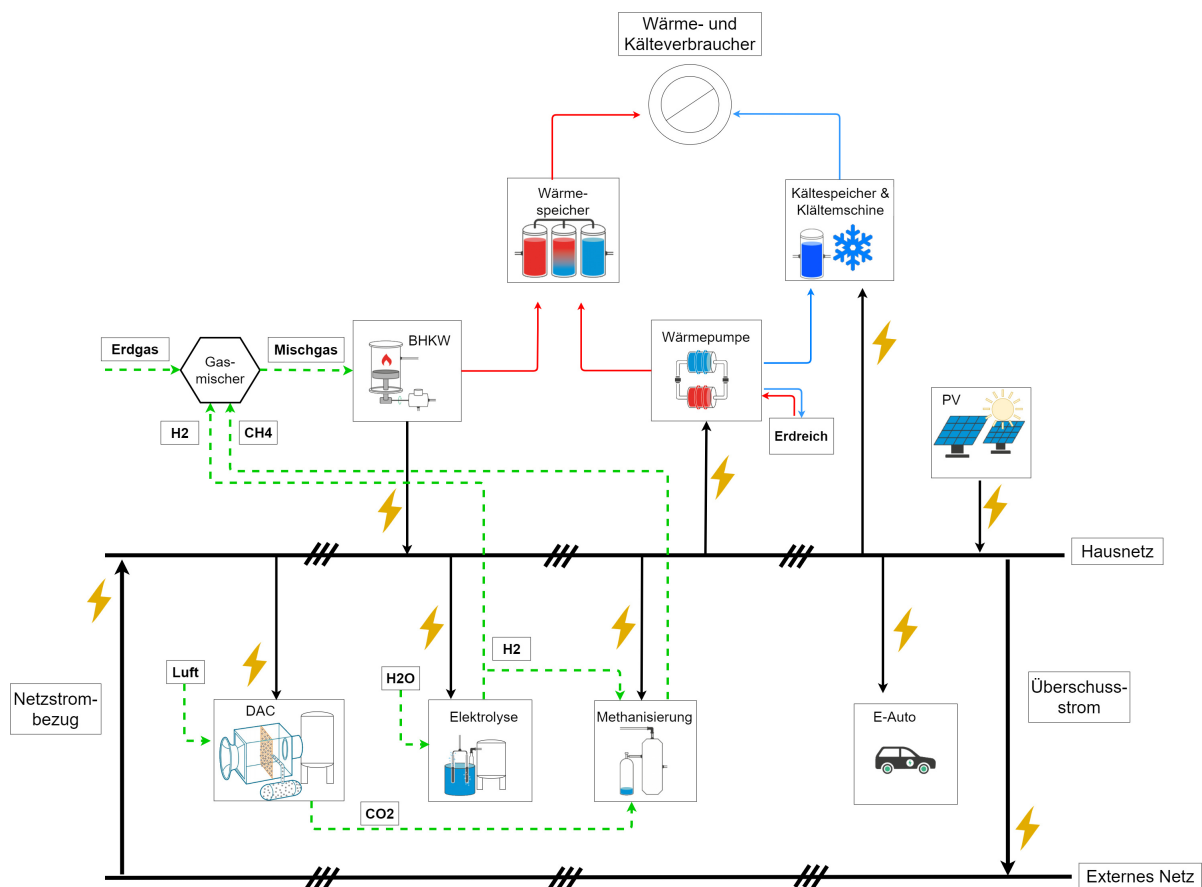 Wärme- und
Kälteverbraucher
Wärme-
speicher
Kältespeicher &
Klältemschine
BHKW
Wärmepumpe
Erdgas
Gas-
mischer
Mischgas
H2
CH4
Erdreich
PV
Hausnetz
Netzstrom-
bezug
Luft
DAC
H2O
Elektrolyse
H2
Methanisierung
E-Auto
Überschuss-
strom
CO2
Externes Netz